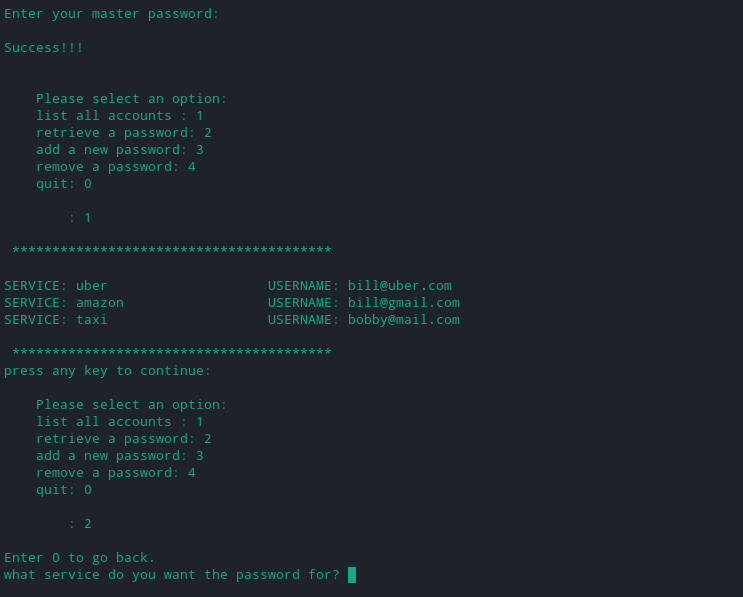 Enter your master password:
Success!!!
Please select an option:
list all accounts : 1
retrieve a password: 2
add a new password: 3
remove a password: 4
quit: 0
: 1
****************************************
SERVICE: uber                    USERNAME: bill@uber.com
SERVICE: amazon                  USERNAME: bill@gmail.com
SERVICE: taxi                    USERNAME: bobby@mail.com
****************************************
press any key to continue:
Please select an option:
list all accounts : 1
retrieve a password: 2
add a new password: 3
remove a password: 4
quit: 0
: 2
Enter 0 to go back.
what service do you want the password for?